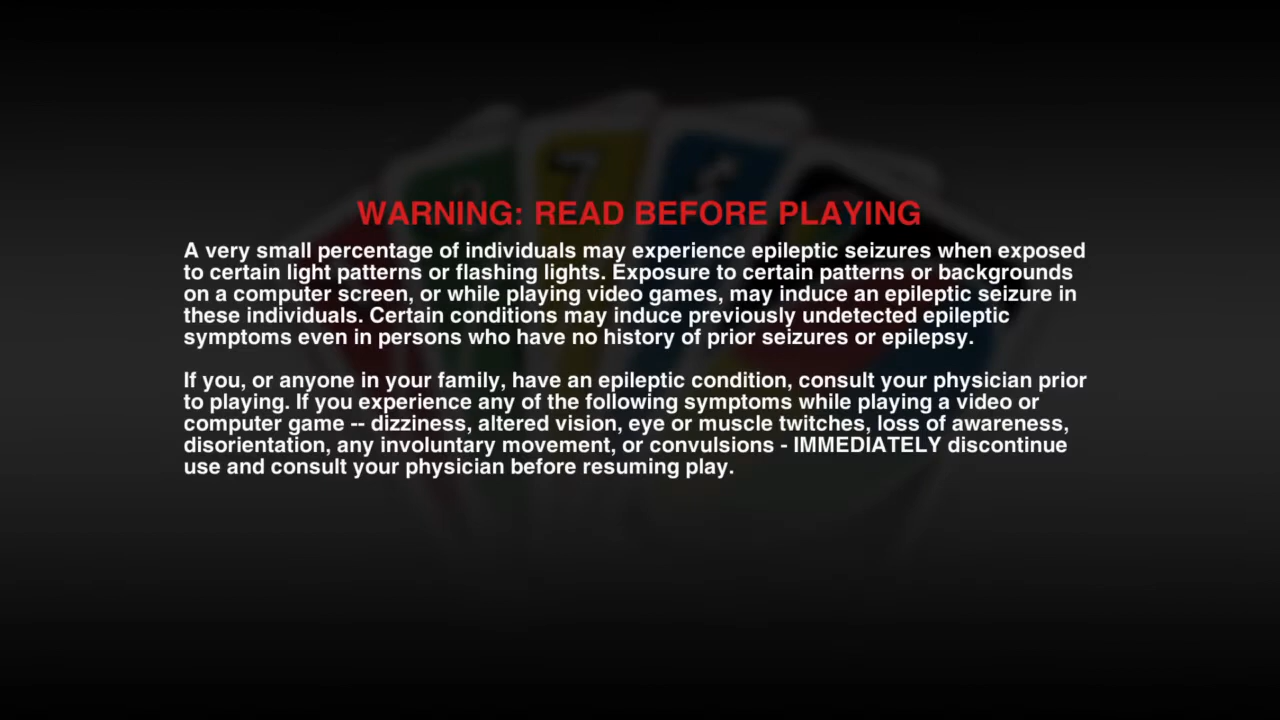 WARNING: READ BEFORE PLAYING
A very small percentage of individuals may experience epileptic seizures when exposed
to certain light patterns or flashing lights. Exposure to certain patterns or backgrounds
on a computer screen, or while playing video games, may induce an epileptic seizure in
these individuals. Certain conditions may induce previously undetected epileptic
symptoms even in persons who have no history of prior seizures or epilepsy.
If you, or anyone in your family, have an epileptic condition, consult your physician prior
to playing. If you experience any of the following symptoms while playing a video or
computer game -- dizziness, altered vision, eye or muscle twitches, loss of awareness,
disorientation, any involuntary movement, or convulsions - IMMEDIATELY discontinue
use and consult your physician before resuming play.